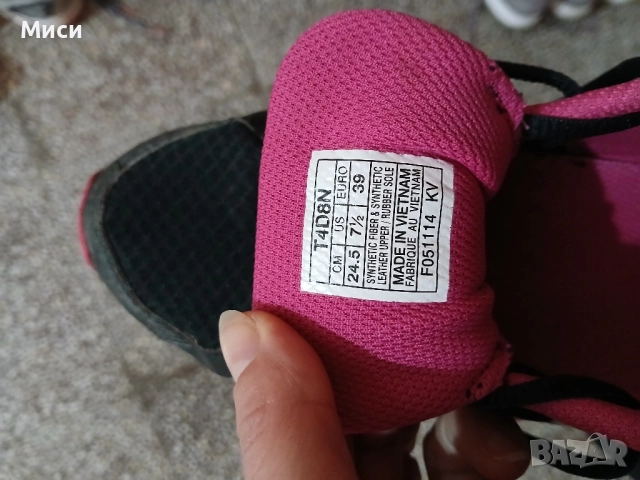 Миси
T4D8N
CM US EURO
24.5 7½ 39
SYNTHETIC FIBER & SYNTHETIC
LEATHER UPPER / RUBBER SOLE
MADE IN VIETNAM
FABRIQUE AU VIETNAM
F051114 KV
BAZAR